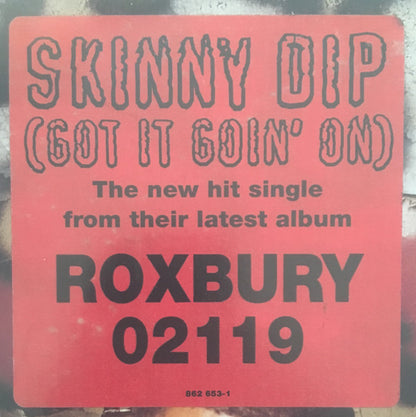 SKINNY DIP
(GOT IT GOIN' ON)
The new hit single
from their latest album
ROXBURY
02119
862 653-1